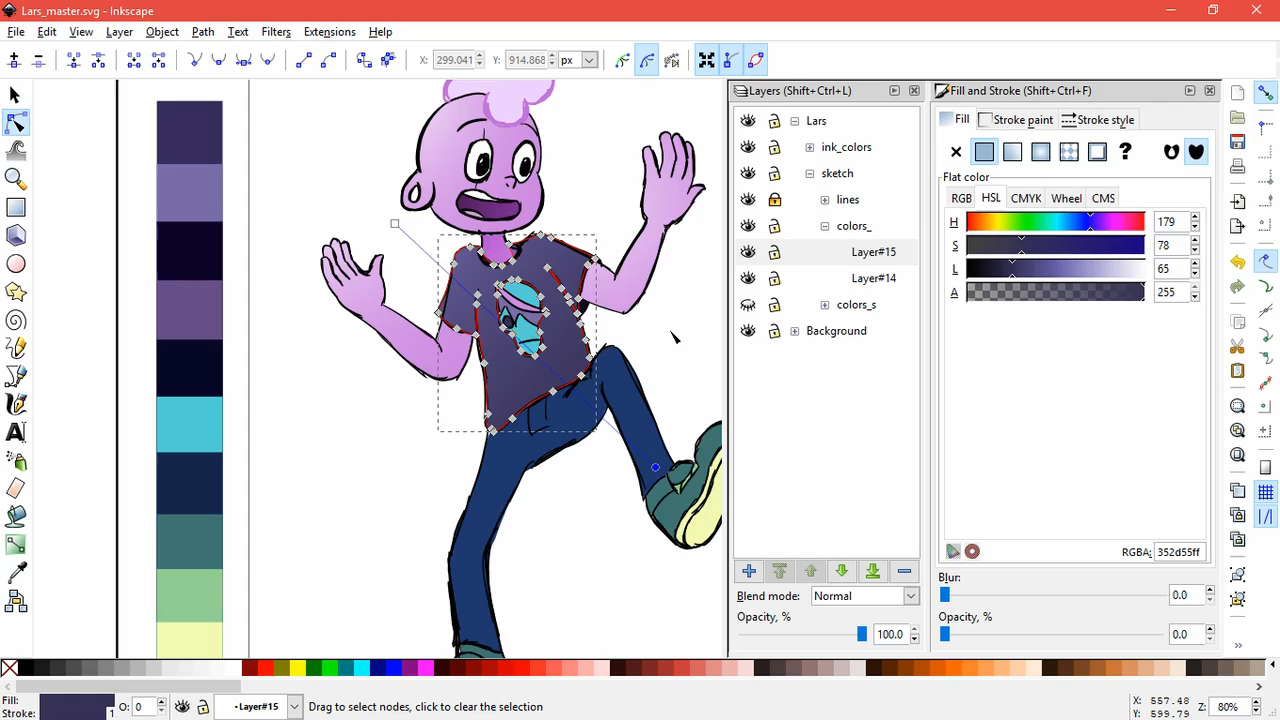 Lars_master.svg - Inkscape
File Edit View Layer Object Path Text Filters Extensions Help
X: 299.041 Y: 914.868 px
Layers (Shift+Ctrl+L)
Fill and Stroke (Shift+Ctrl+F)
Lars
Fill Stroke paint Stroke style
ink_colors
sketch
Flat color
lines
RGB HSL CMYK Wheel CMS
colors_
H 179
Layer#15
S 78
L 65
Layer#14
A 255
colors_s
Background
RGBA: 352d55ff
Blend mode: Normal
Blur:
0.0
Opacity, %
100.0
Opacity, %
0.0
Fill:
Stroke: 1
O: 0
Layer#15
Drag to select nodes, click to clear the selection
X: 557.48
Y: 599.79
Z: 80%